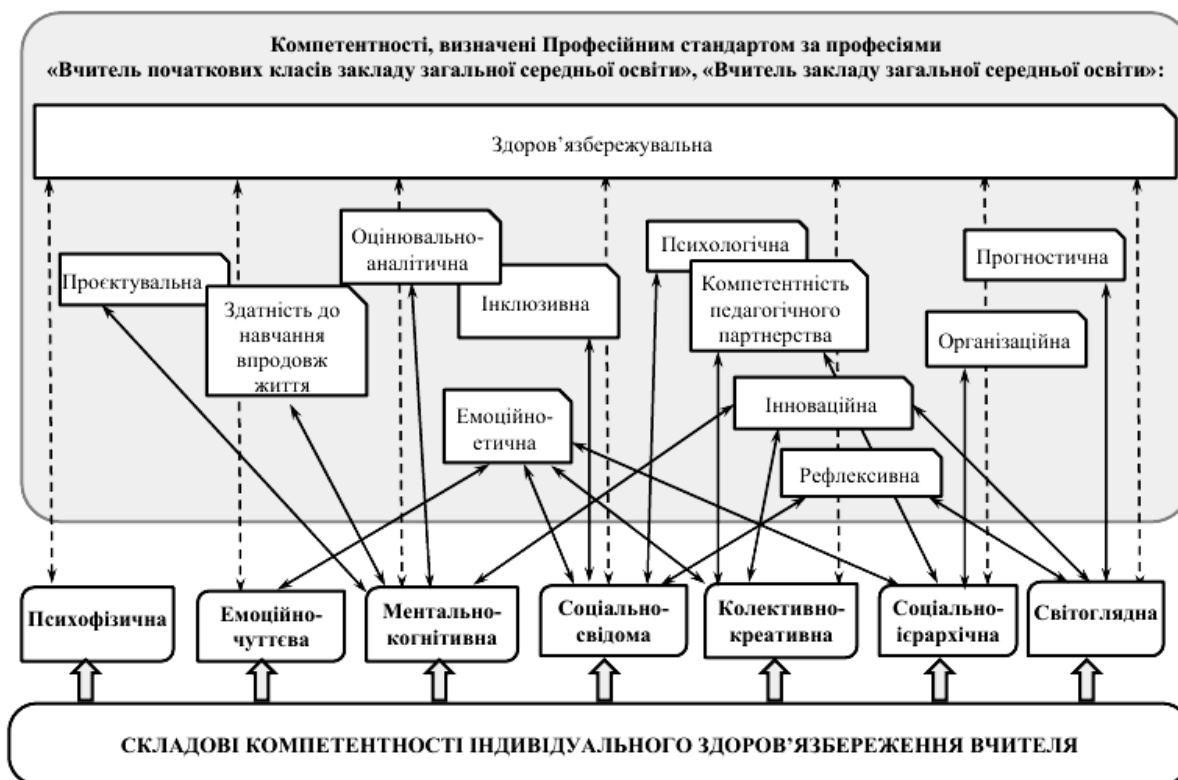 Компетентності, визначені Професійним стандартом за професіями
«Вчитель початкових класів закладу загальної середньої освіти», «Вчитель закладу загальної середньої освіти»:
Здоров’язбережувальна
Оцінювально-
аналітична
Психологічна
Прогностична
Проєктувальна
Інклюзивна
Компетентність
педагогічного
партнерства
Здатність до
навчання
впродовж
життя
Організаційна
Емоційно-
етична
Інноваційна
Рефлексивна
Психофізична
Емоційно-
чуттєва
Ментально-
когнітивна
Соціально-
свідома
Колективно-
креативна
Соціально-
ієрархічна
Світоглядна
СКЛАДОВІ КОМПЕТЕНТНОСТІ ІНДИВІДУАЛЬНОГО ЗДОРОВ’ЯЗБЕРЕЖЕННЯ ВЧИТЕЛЯ